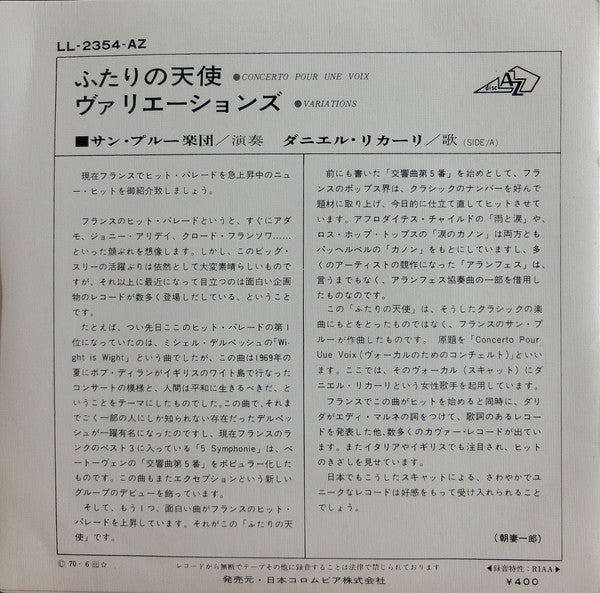 LL-2354-AZ
ふたりの天使 ●CONCERTO POUR UNE VOIX
ヴァリエーションズ ●VARIATIONS
disc AZ
■サン・プルー楽団/演奏 ダニエル・リカーリ/歌 (SIDE/A)
現在フランスでヒット・パレードを急上昇中のニュ
ー・ヒットを御紹介致しましょう。
フランスのヒット・パレードというと、すぐにアダ
モ、ジョニー・アリデイ、クロード・フランソワ……
といった顔ぶれを想像します。しかし、このビッグ・
スリーの活躍ぶりは依然として大変素晴らしいもので
すが、それ以上に最近になって目立つのは面白い企画
物のレコードが数多く登場しだしている、ということ
です。
たとえば、つい先日ここのヒット・パレードの第1
位になっていたのは、ミシェル・デルペッシュの「Wi-
ght is Wight」という曲でしたが、この曲は1969年の
夏にボブ・ディランがイギリスのワイト島で行なった
コンサートの模様と、人間は平和に生きるべきだ、と
いうことをテーマにしたものでした。この曲で、それ
までごく一部の人にしか知られない存在だったデルペ
ッシュが一躍有名になったのですし、現在フランスのラ
ンクのベスト3に入っている「5 Symphonie」は、ベ
ートーヴェンの「交響曲第5番」をポピュラー化した
ものです。この曲もまたエクセプションという新しい
グループのデビューを飾っています。
そして、もう1つ、面白い曲がフランスのヒット・
パレードを上昇しています。それがこの「ふたりの天
使」です。
前にも書いた「交響曲第5番」を始めとして、フラ
ンスのポップス界は、クラシックのナンバーを好んで
題材に取り上げ、今日的に仕立て直してヒットさせて
います。アフロダイテス・チャイルドの「雨と涙」や、
ロス・ホップ・トップスの「涙のカノン」は両方とも
パッヘルベルの「カノン」をもとにしていますし、多
くのアーティストの競作になった「アランフェス」は、
言うまでもなく、アランフェス協奏曲の一部を借用し
たものなのです。
この「ふたりの天使」は、そうしたクラシックの楽
曲にもとをとったものではなく、フランスのサン・プ
ルーが作曲したものです。 原題を「Concerto Pour
Uue Voix(ヴォーカルのためのコンチェルト)」といい
ます。ここでは、そのヴォーカル(スキャット)にダ
ニエル・リカーリという女性歌手を起用しています。
フランスでこの曲がヒットを始めると同時に、ダリ
ダがエディ・マルネの詞をつけて、歌詞のあるレコー
ドを発表した他、数多くのカヴァー・レコードが出てい
ます。またイタリアやイギリスでも注目され、ヒット
のきざしを見せています。
日本でもこうしたスキャットによる、さわやかでユ
ニークなレコードは好感をもって受け入れられること
でしょう。
(朝妻一郎)
Ⓒ70・6 ☆
レコードから無断でテープその他に録音することは法律で禁じられております
◀録音特性:RIAA▶
発売元・日本コロムビア株式会社
¥400